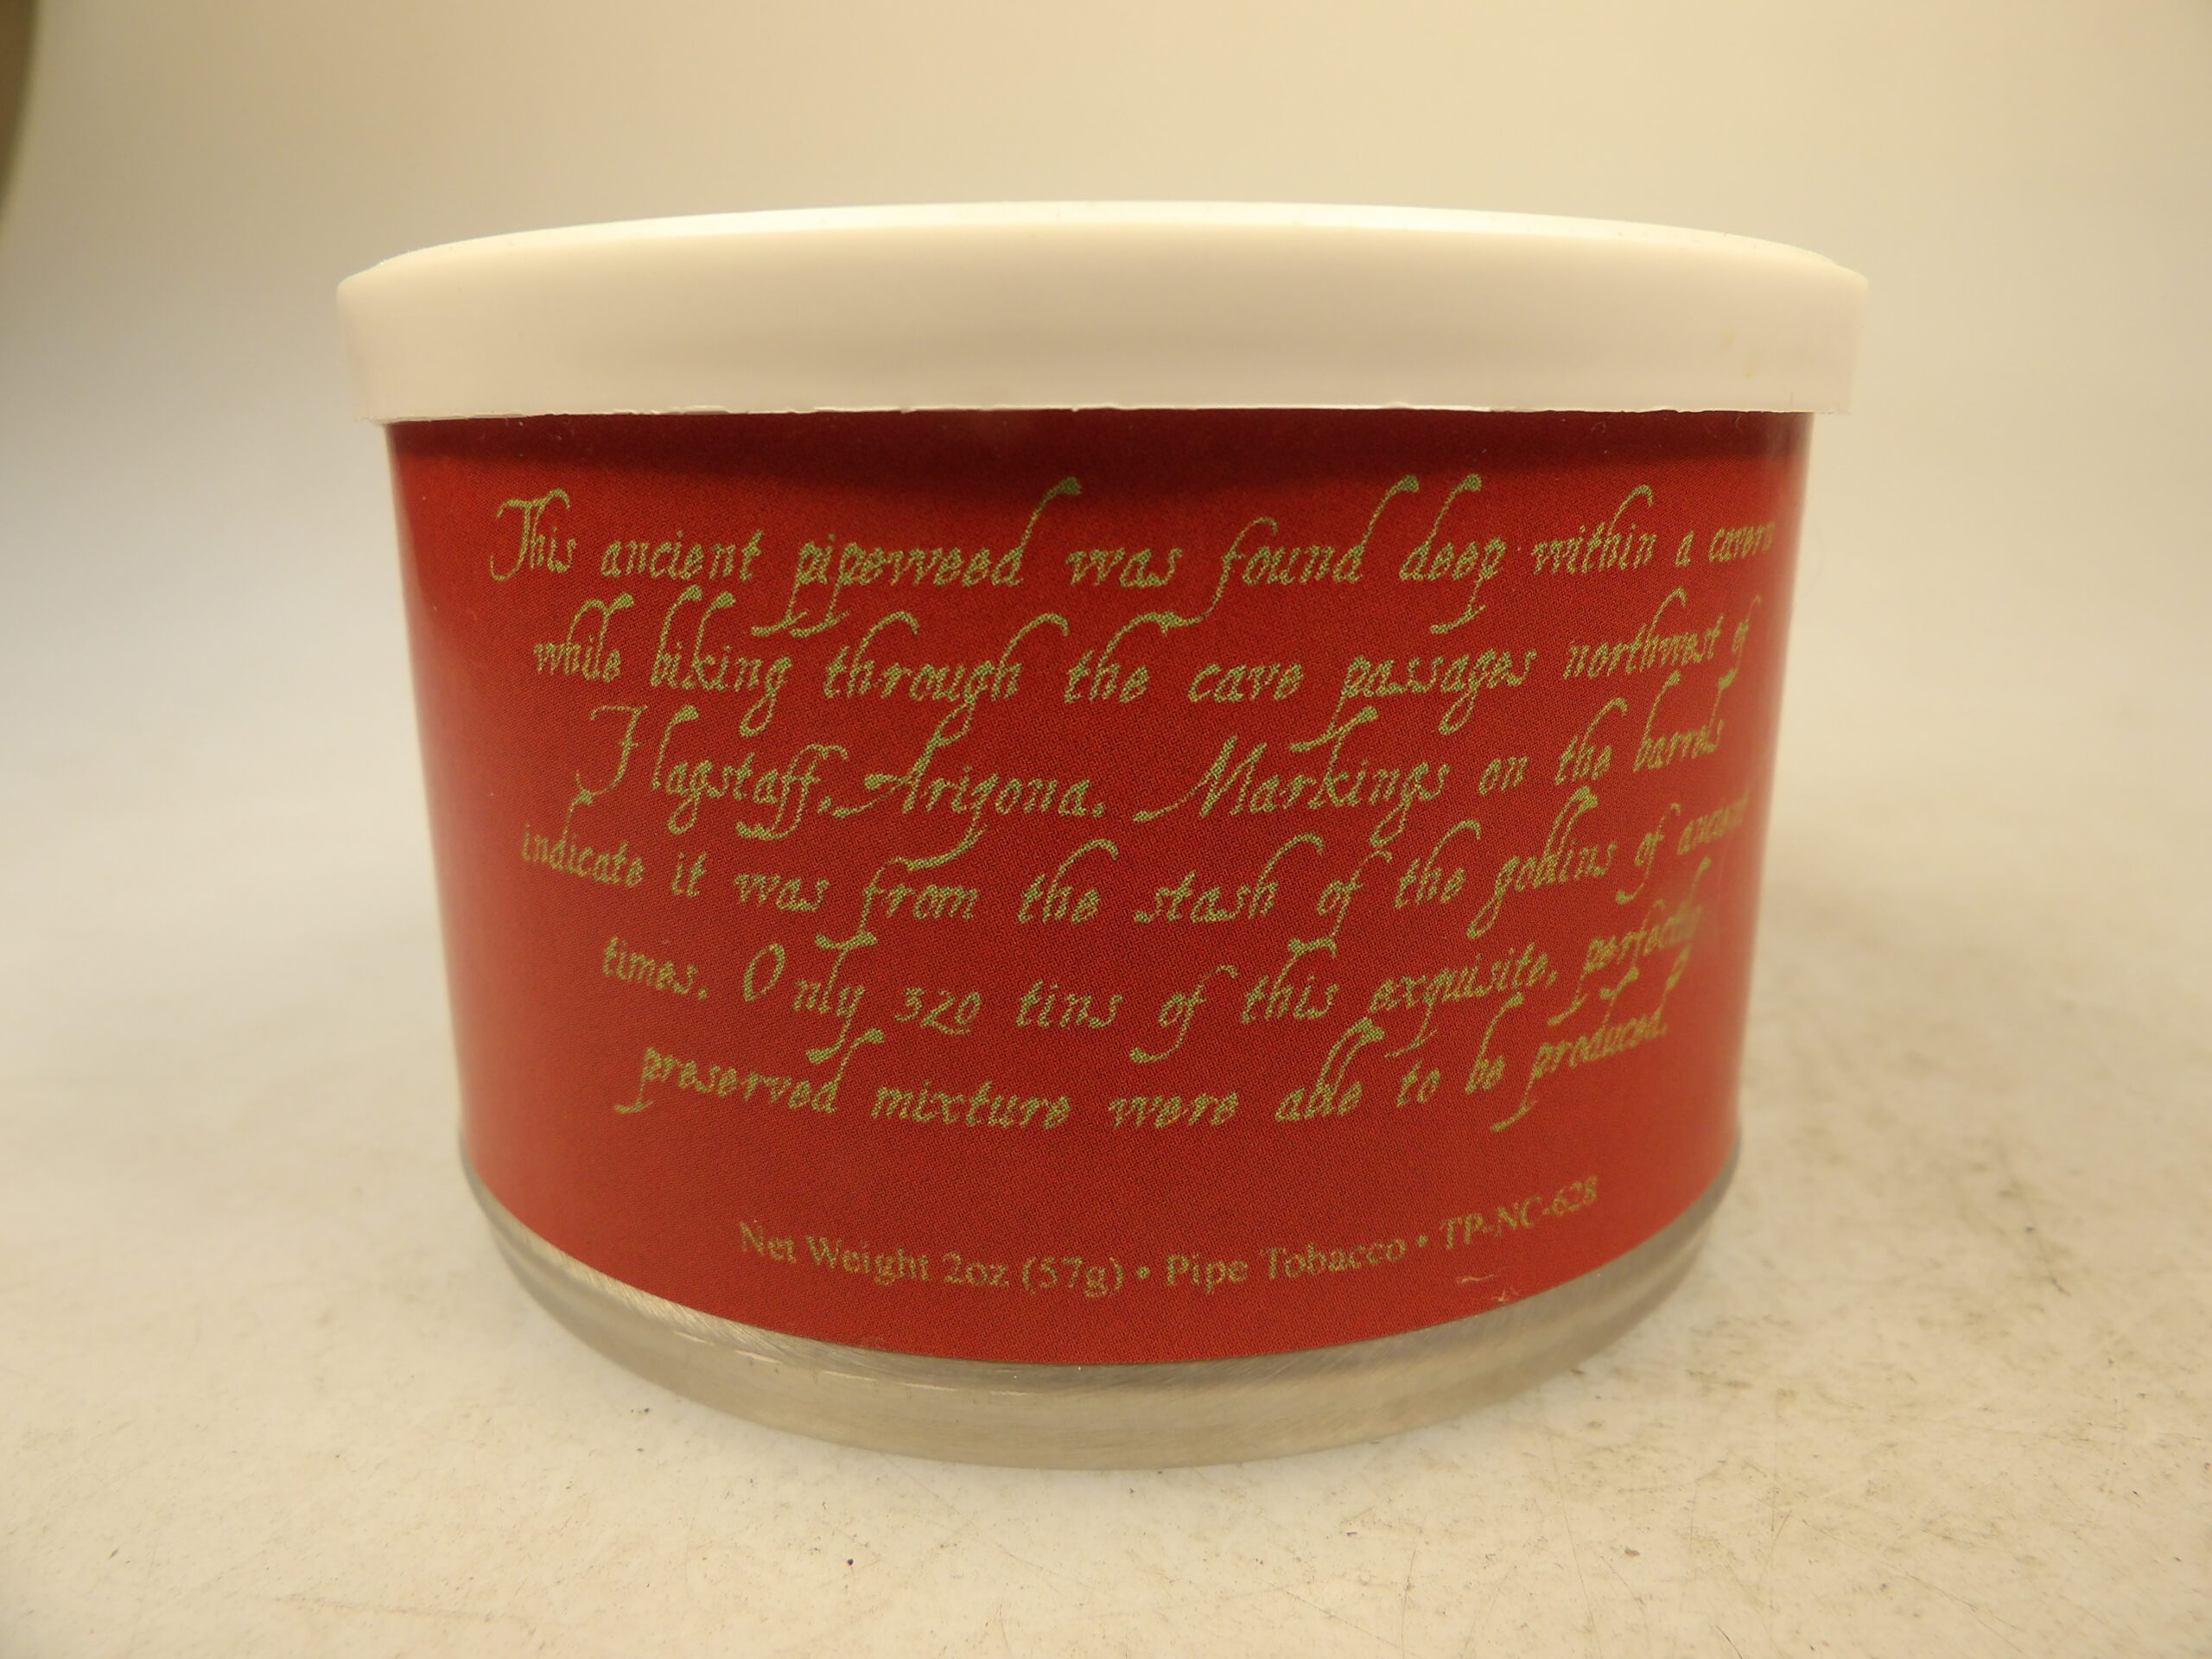 This ancient pipeweed was found deep within a cavern
while hiking through the cave passages northwest of
Flagstaff, Arizona. Markings on the barrels
indicate it was from the stash of the goblins of ancient
times. Only 320 tins of this exquisite, perfectly
preserved mixture were able to be produced.
Net Weight 2oz (57g) • Pipe Tobacco • TP-NC-628